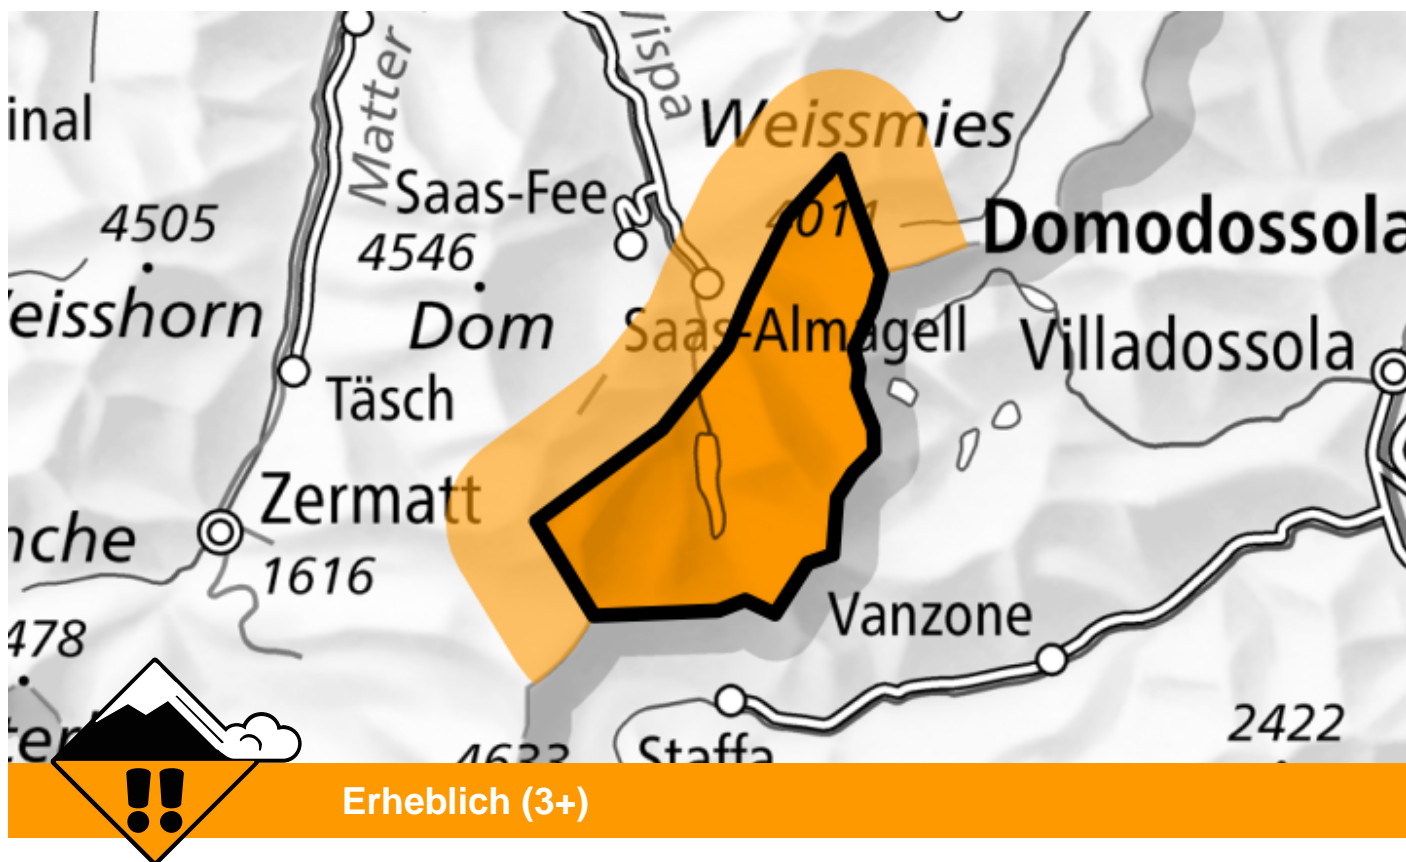 Vispa
Matter
inal
Weissmies
Saas-Fee
4505
4011
Domodossola
4546
eisshorn
Dom
Saas-Almagell
Villadossola
Täsch
Zermatt
nche
1616
Vanzone
478
2422
4633
Staffa
Erheblich (3+)